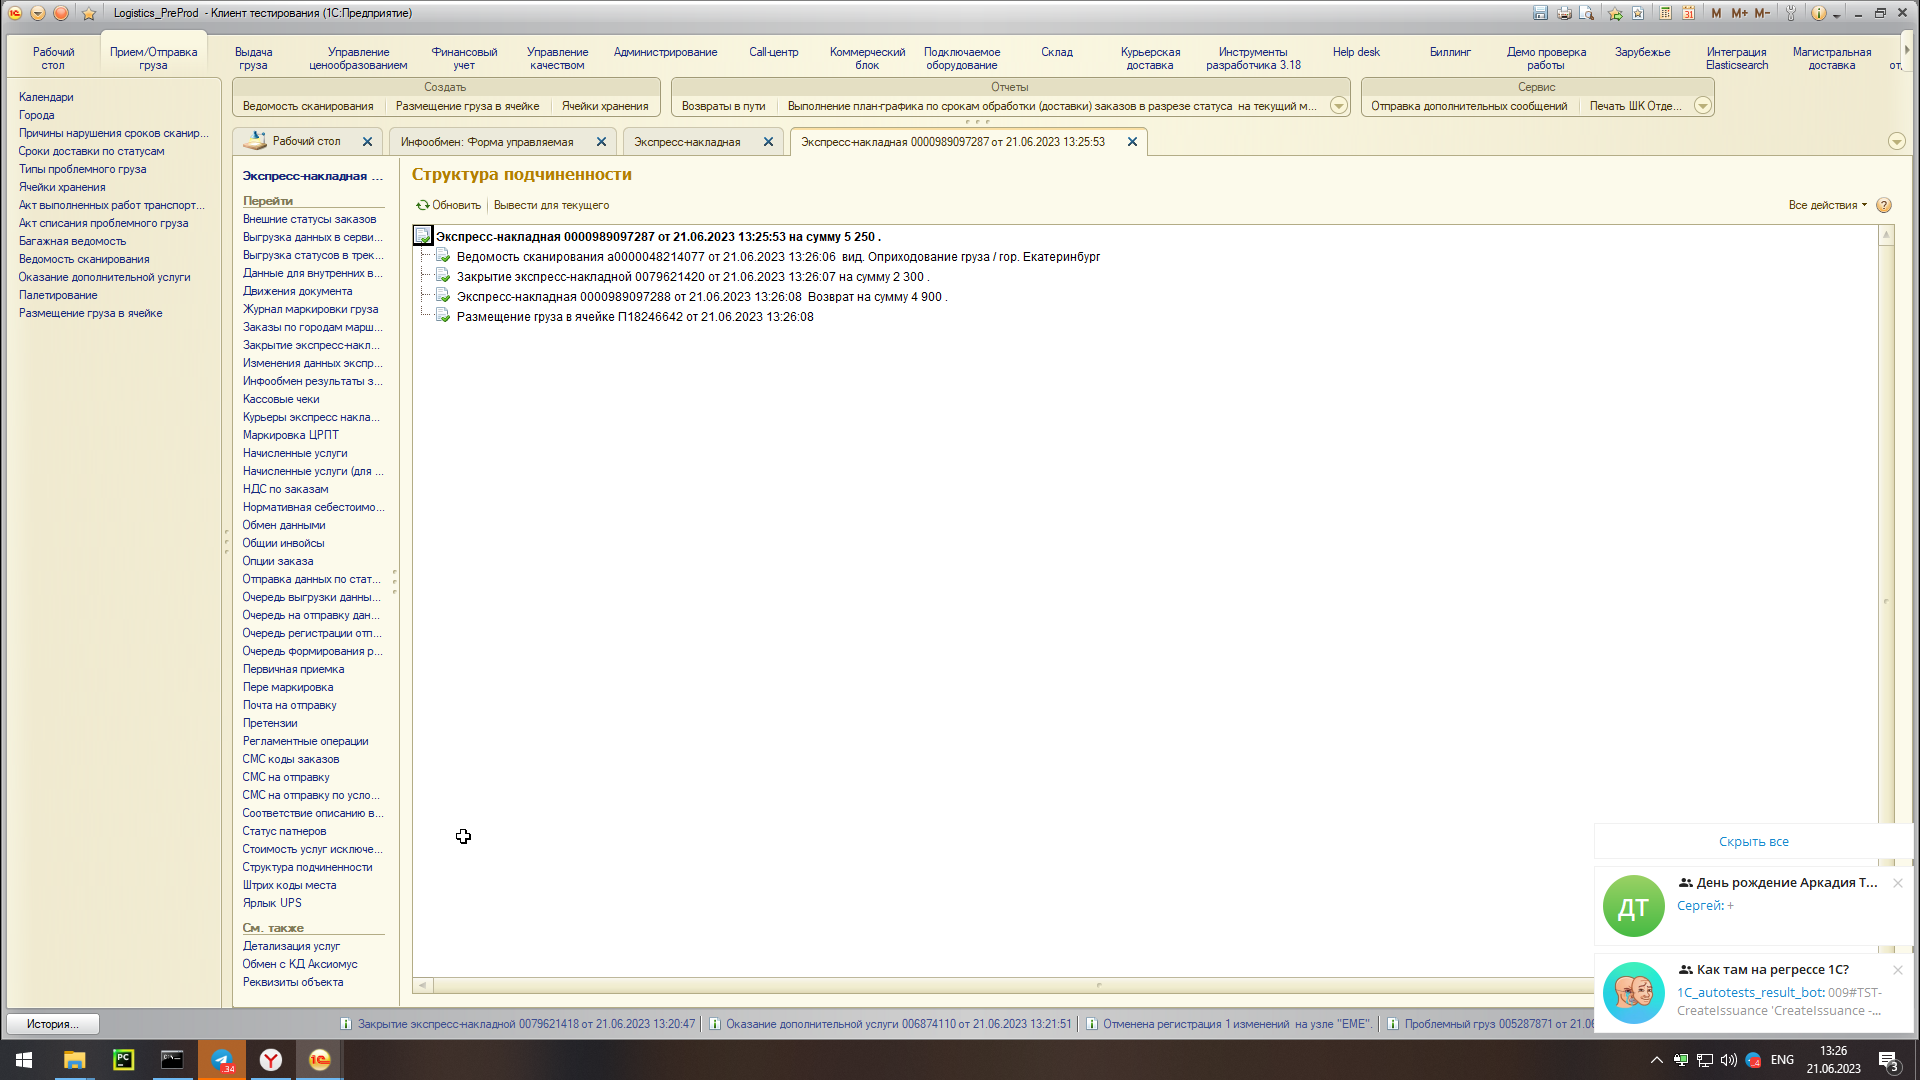 Logistics_PreProd - Клиент тестирования (1С:Предприятие)
M M+ M-
Рабочий стол
Прием/Отправка груза
Выдача груза
Управление ценообразованием
Финансовый учет
Управление качеством
Администрирование
Call-центр
Коммерческий блок
Подключаемое оборудование
Склад
Курьерская доставка
Инструменты разработчика 3.18
Help desk
Биллинг
Демо проверка работы
Зарубежье
Интеграция Elasticsearch
Магистральная доставка
Создать
Ведомость сканирования
Размещение груза в ячейке
Ячейки хранения
Отчеты
Возвраты в пути
Выполнение план-графика по срокам обработки (доставки) заказов в разрезе статуса на текущий м...
Сервис
Отправка дополнительных сообщений
Печать ШК Отде...
Календари
Города
Причины нарушения сроков сканир...
Сроки доставки по статусам
Типы проблемного груза
Ячейки хранения
Акт выполненных работ транспорт...
Акт списания проблемного груза
Багажная ведомость
Ведомость сканирования
Оказание дополнительной услуги
Палетирование
Размещение груза в ячейке
Рабочий стол
Инфообмен: Форма управляемая
Экспресс-накладная
Экспресс-накладная 0000989097287 от 21.06.2023 13:25:53
Экспресс-накладная ...
Перейти
Внешние статусы заказов
Выгрузка данных в серви...
Выгрузка статусов в трек...
Данные для внутренних в...
Движения документа
Журнал маркировки груза
Заказы по городам марш...
Закрытие экспресс-накл...
Изменения данных экспр...
Инфообмен результаты з...
Кассовые чеки
Курьеры экспресс накла...
Маркировка ЦРПТ
Начисленные услуги
Начисленные услуги (для ...
НДС по заказам
Нормативная себестоимо...
Обмен данными
Общии инвойсы
Опции заказа
Отправка данных по стат...
Очередь выгрузки данны...
Очередь на отправку дан...
Очередь регистрации отп...
Очередь формирования р...
Первичная приемка
Пере маркировка
Почта на отправку
Претензии
Регламентные операции
СМС коды заказов
СМС на отправку
СМС на отправку по усло...
Соответствие описанию в...
Статус патнеров
Стоимость услуг исключе...
Структура подчиненности
Штрих коды места
Ярлык UPS
См. также
Детализация услуг
Обмен с КД Аксиомус
Реквизиты объекта
Структура подчиненности
Обновить
Вывести для текущего
Все действия
Экспресс-накладная 0000989097287 от 21.06.2023 13:25:53 на сумму 5 250 .
Ведомость сканирования а0000048214077 от 21.06.2023 13:26:06 вид. Оприходование груза / гор. Екатеринбург
Закрытие экспресс-накладной 0079621420 от 21.06.2023 13:26:07 на сумму 2 300 .
Экспресс-накладная 0000989097288 от 21.06.2023 13:26:08 Возврат на сумму 4 900 .
Размещение груза в ячейке П18246642 от 21.06.2023 13:26:08
Скрыть все
ДТ
День рождение Аркадия Т...
Сергей: +
Как там на регрессе 1С?
1C_autotests_result_bot: 009#TST-
CreateIssuance 'CreateIssuance -...
История...
Закрытие экспресс-накладной 0079621418 от 21.06.2023 13:20:47
Оказание дополнительной услуги 006874110 от 21.06.2023 13:21:51
Отменена регистрация 1 изменений на узле "EME".
Проблемный груз 005287871 от 21.06
ENG
13:26
21.06.2023
3